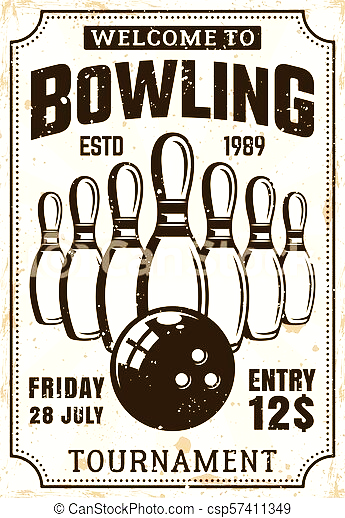 WELCOME TO
BOWLING
ESTD 1989
FRIDAY
28 JULY
ENTRY
12$
TOURNAMENT
© Can Stock Photo - csp57411349